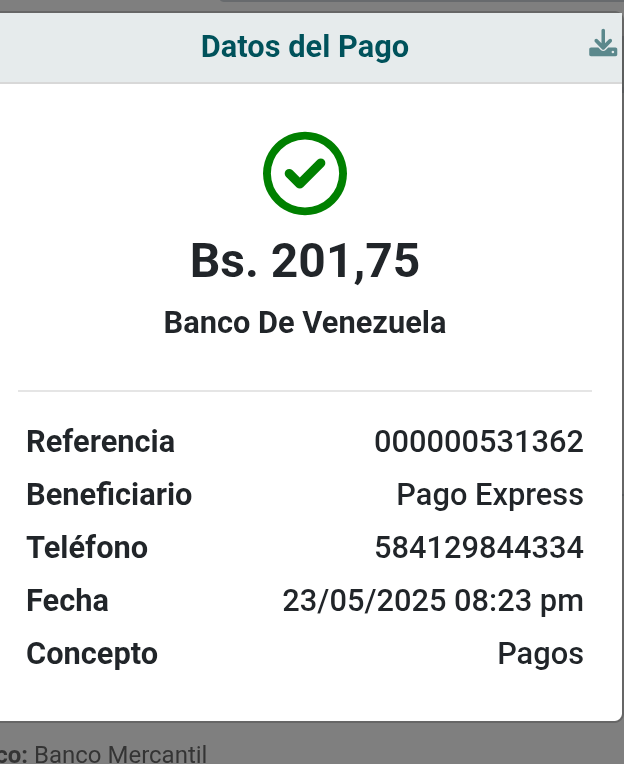 Datos del Pago
Bs. 201,75
Banco De Venezuela
Referencia 000000531362
Beneficiario Pago Express
Teléfono 584129844334
Fecha 23/05/2025 08:23 pm
Concepto Pagos
co: Banco Mercantil